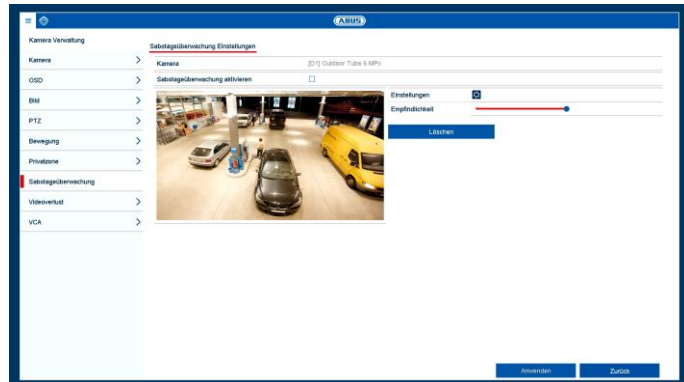 ABUS
Kamera Verwaltung
Sabotageüberwachung Einstellungen
Kamera
Kamera
[D1] Outdoor Tube 6 MPx
OSD
Sabotageüberwachung aktivieren
Bild
Einstellungen
Empfindlichkeit
PTZ
Löschen
Bewegung
Privatzone
Sabotageüberwachung
Videoverlust
VCA
Anwenden
Zurück